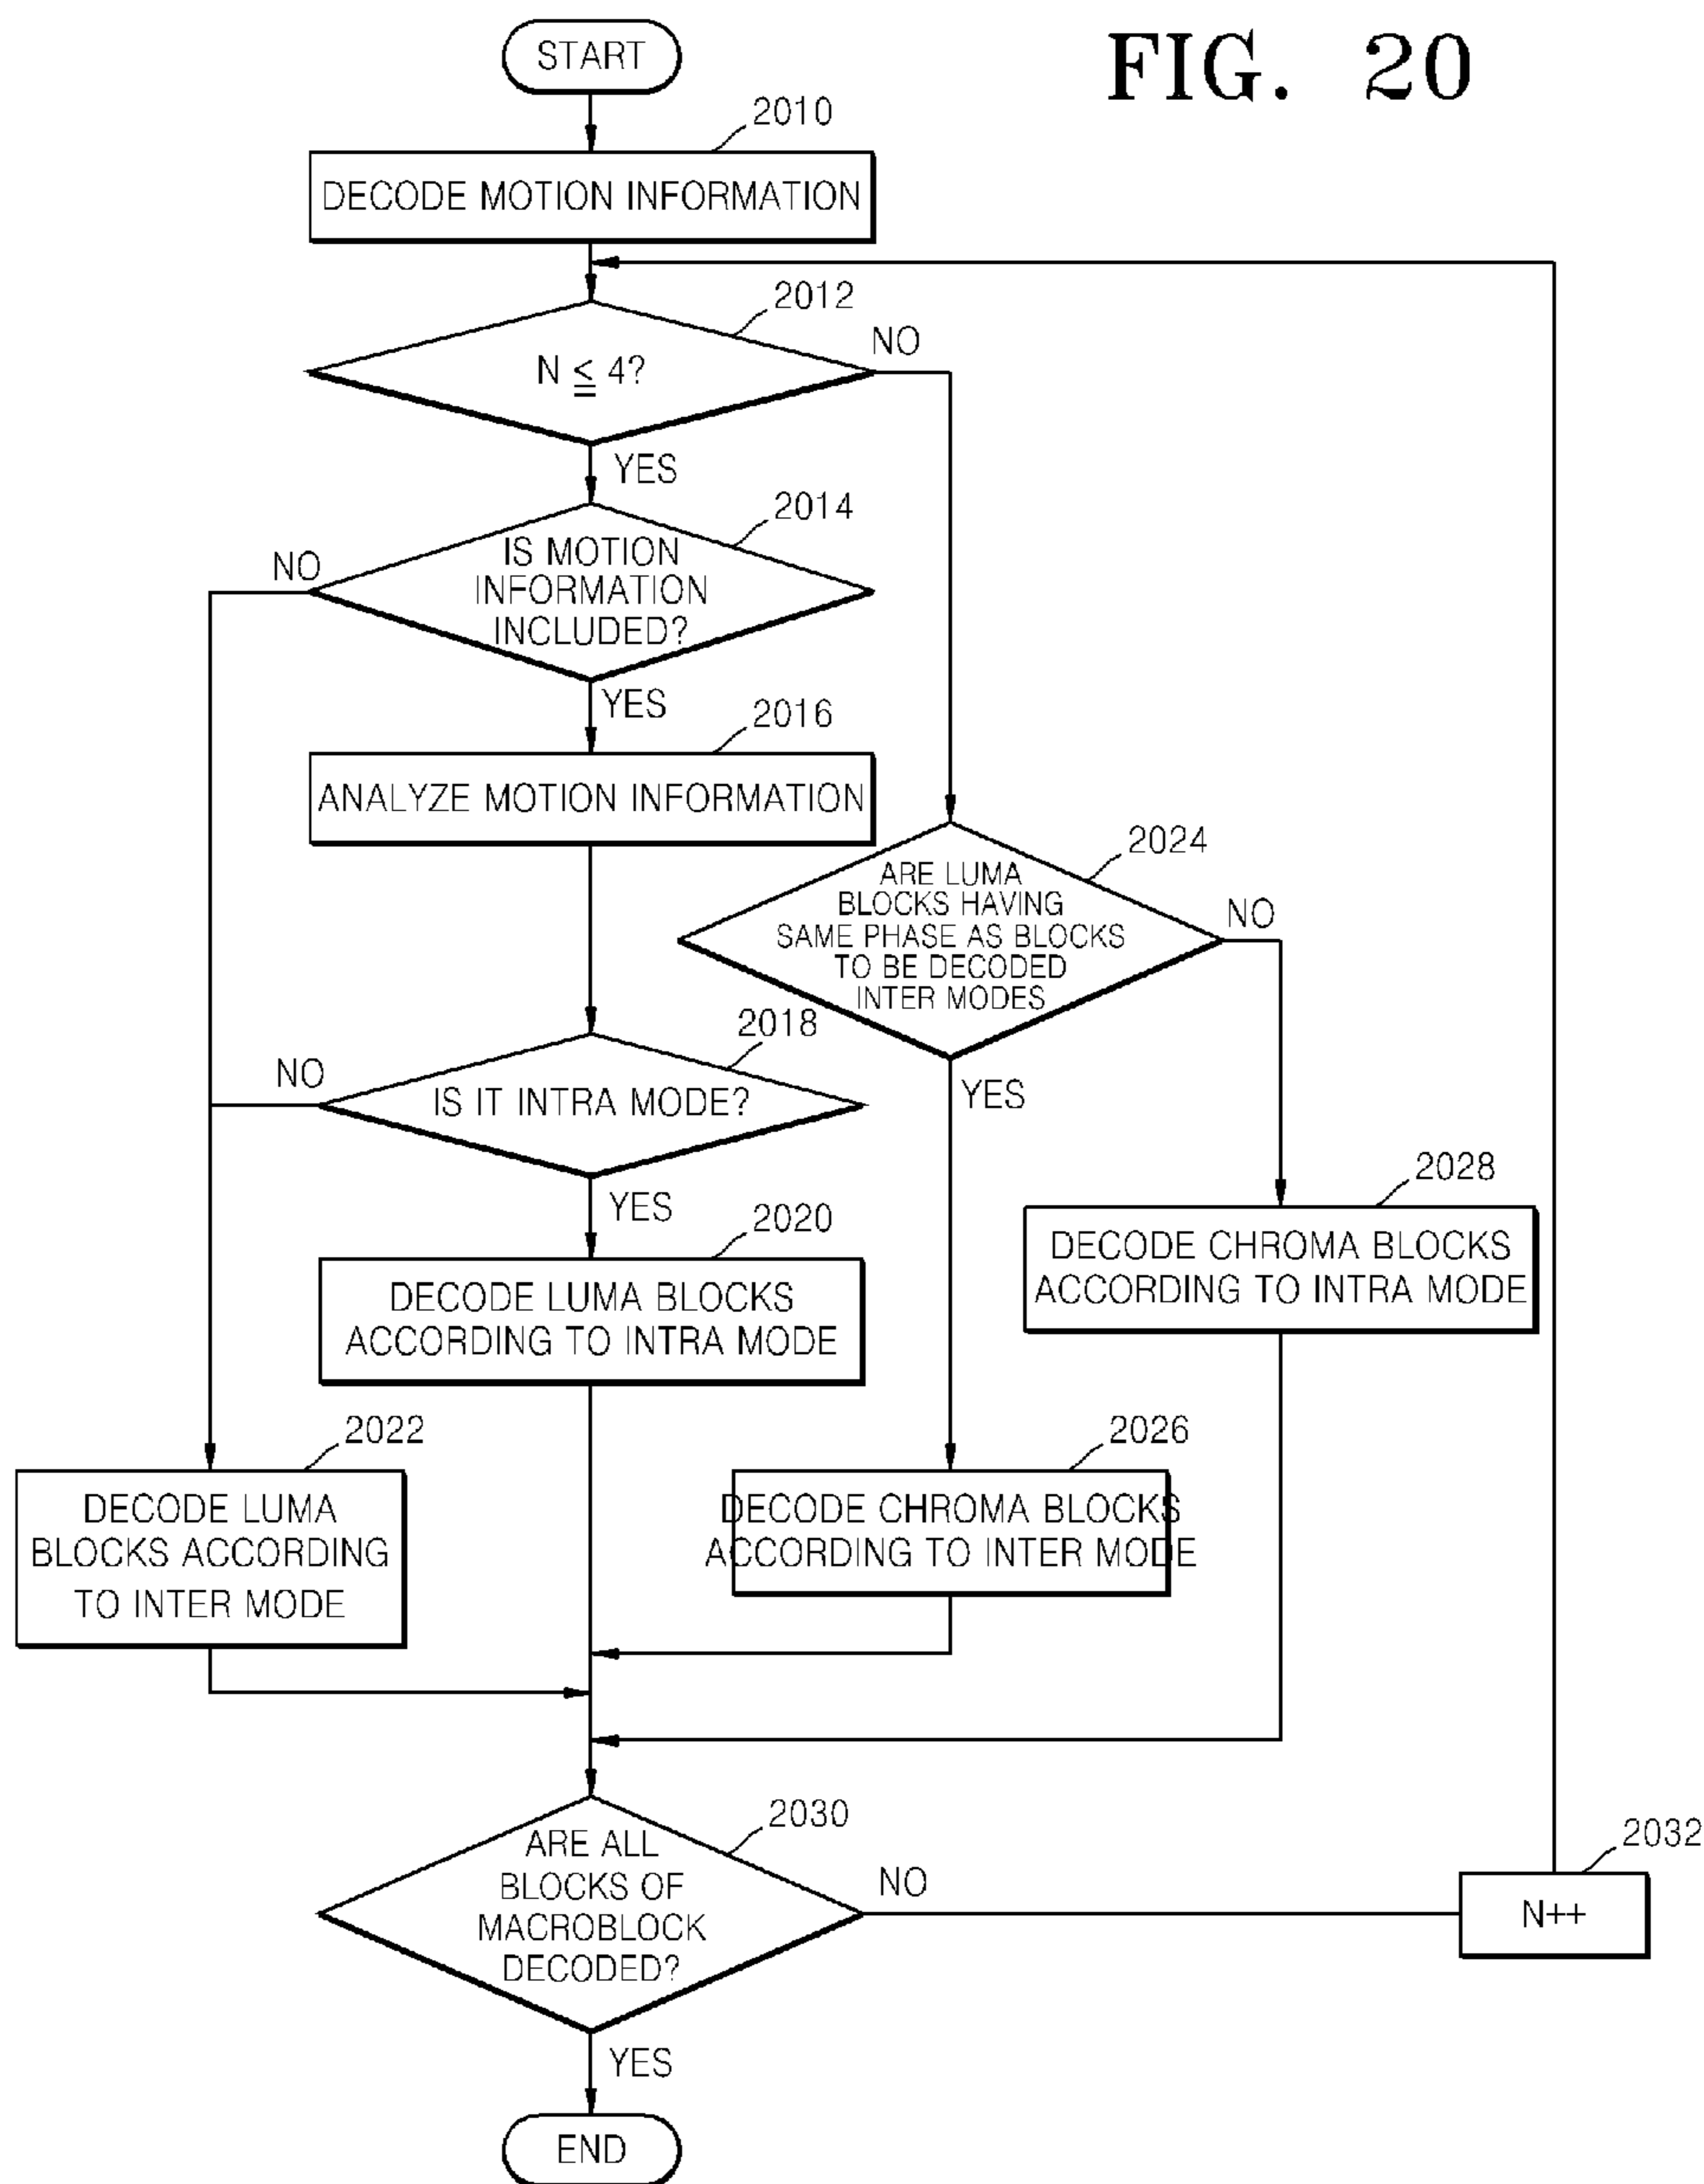 START
FIG. 20
2010
DECODE MOTION INFORMATION
2012
N ≦ 4?
NO
YES
2014
IS MOTION
INFORMATION
INCLUDED?
NO
YES
2016
ANALYZE MOTION INFORMATION
2024
ARE LUMA
BLOCKS HAVING
SAME PHASE AS BLOCKS
TO BE DECODED
INTER MODES
NO
YES
2018
IS IT INTRA MODE?
NO
YES
2028
DECODE CHROMA BLOCKS
ACCORDING TO INTRA MODE
2020
DECODE LUMA BLOCKS
ACCORDING TO INTRA MODE
2022
DECODE LUMA
BLOCKS ACCORDING
TO INTER MODE
2026
DECODE CHROMA BLOCKS
ACCORDING TO INTER MODE
2030
ARE ALL
BLOCKS OF
MACROBLOCK
DECODED?
NO
2032
N++
YES
END